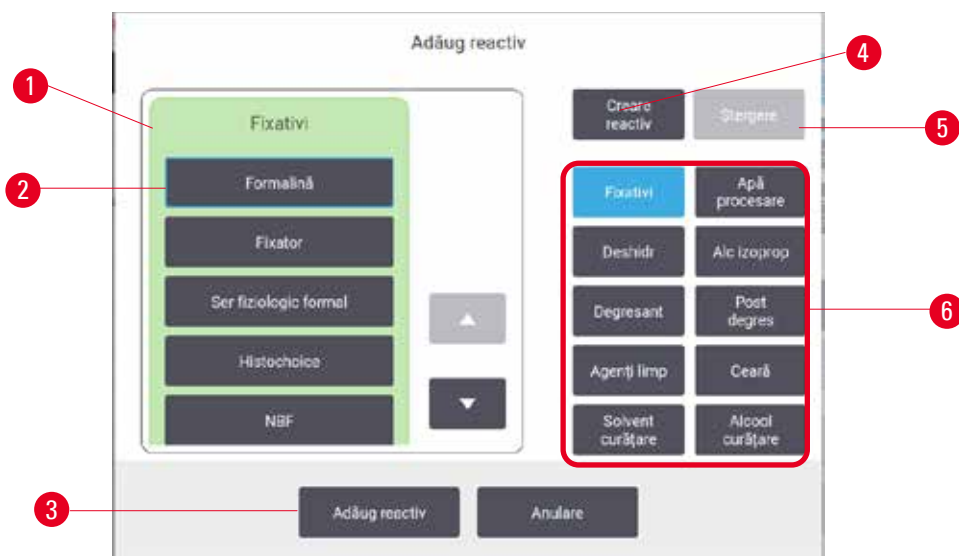 Adăug reactiv
1
Fixativi
2
Formalină
Fixator
Ser fiziologic formal
Histochoice
NBF
4
Creare
reactiv
Ștergere
5
Fixativi
Apă
procesare
Deshidr
Alc izoprop
Degresant
Post
degres
6
Agenți limp
Ceară
Solvent
curățare
Alcool
curățare
3
Adăug reactiv
Anulare